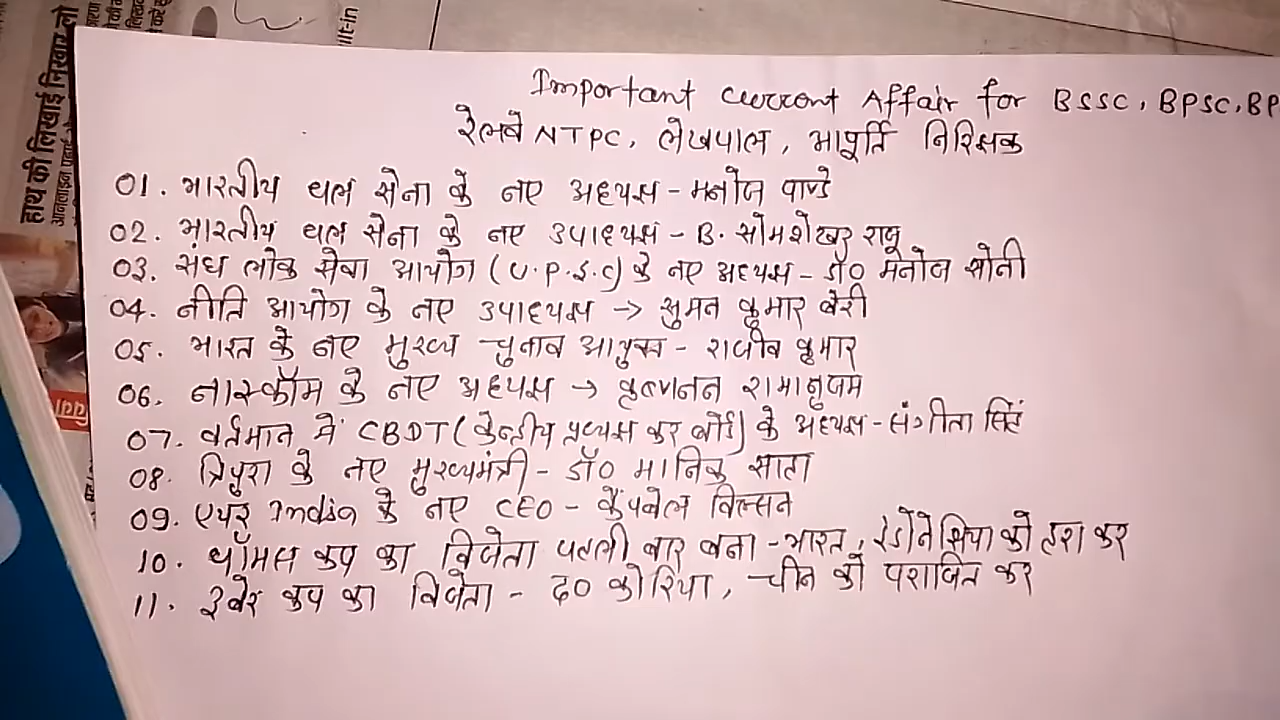 हाथ की लिखाई निखार लो
ilt-in
Important Current Affair for BSSC, BPSC, BP
रेलवे NTPC, लेखपाल, आपूर्ति निरिक्षक
01. भारतीय थल सेना के नए अध्यक्ष - मनोज पाण्डे
02. भारतीय थल सेना के नए उपाध्यक्ष - B. सोमशेखर राजू
03. संघ लोक सेवा आयोग (U.P.S.C) के नए अध्यक्ष - डॉ० मनोज सोनी
04. नीति आयोग के नए उपाध्यक्ष → सुमन कुमार बेरी
05. भारत के नए मुख्य चुनाव आयुक्त - राजीव कुमार
06. नास्कॉम के नए अध्यक्ष → कृष्णनन रामानुजम
07. वर्तमान में CBDT (केन्द्रीय प्रत्यक्ष कर बोर्ड) के अध्यक्ष - संगीता सिंह
08. त्रिपुरा के नए मुख्यमंत्री - डॉ० मानिक साहा
09. एयर India के नए CEO - कैंपबेल विल्सन
10. थॉमस कप का विजेता पहली बार बना - भारत, इंडोनेशिया को हरा कर
11. उबेर कप का विजेता - द० कोरिया, चीन को पराजित कर